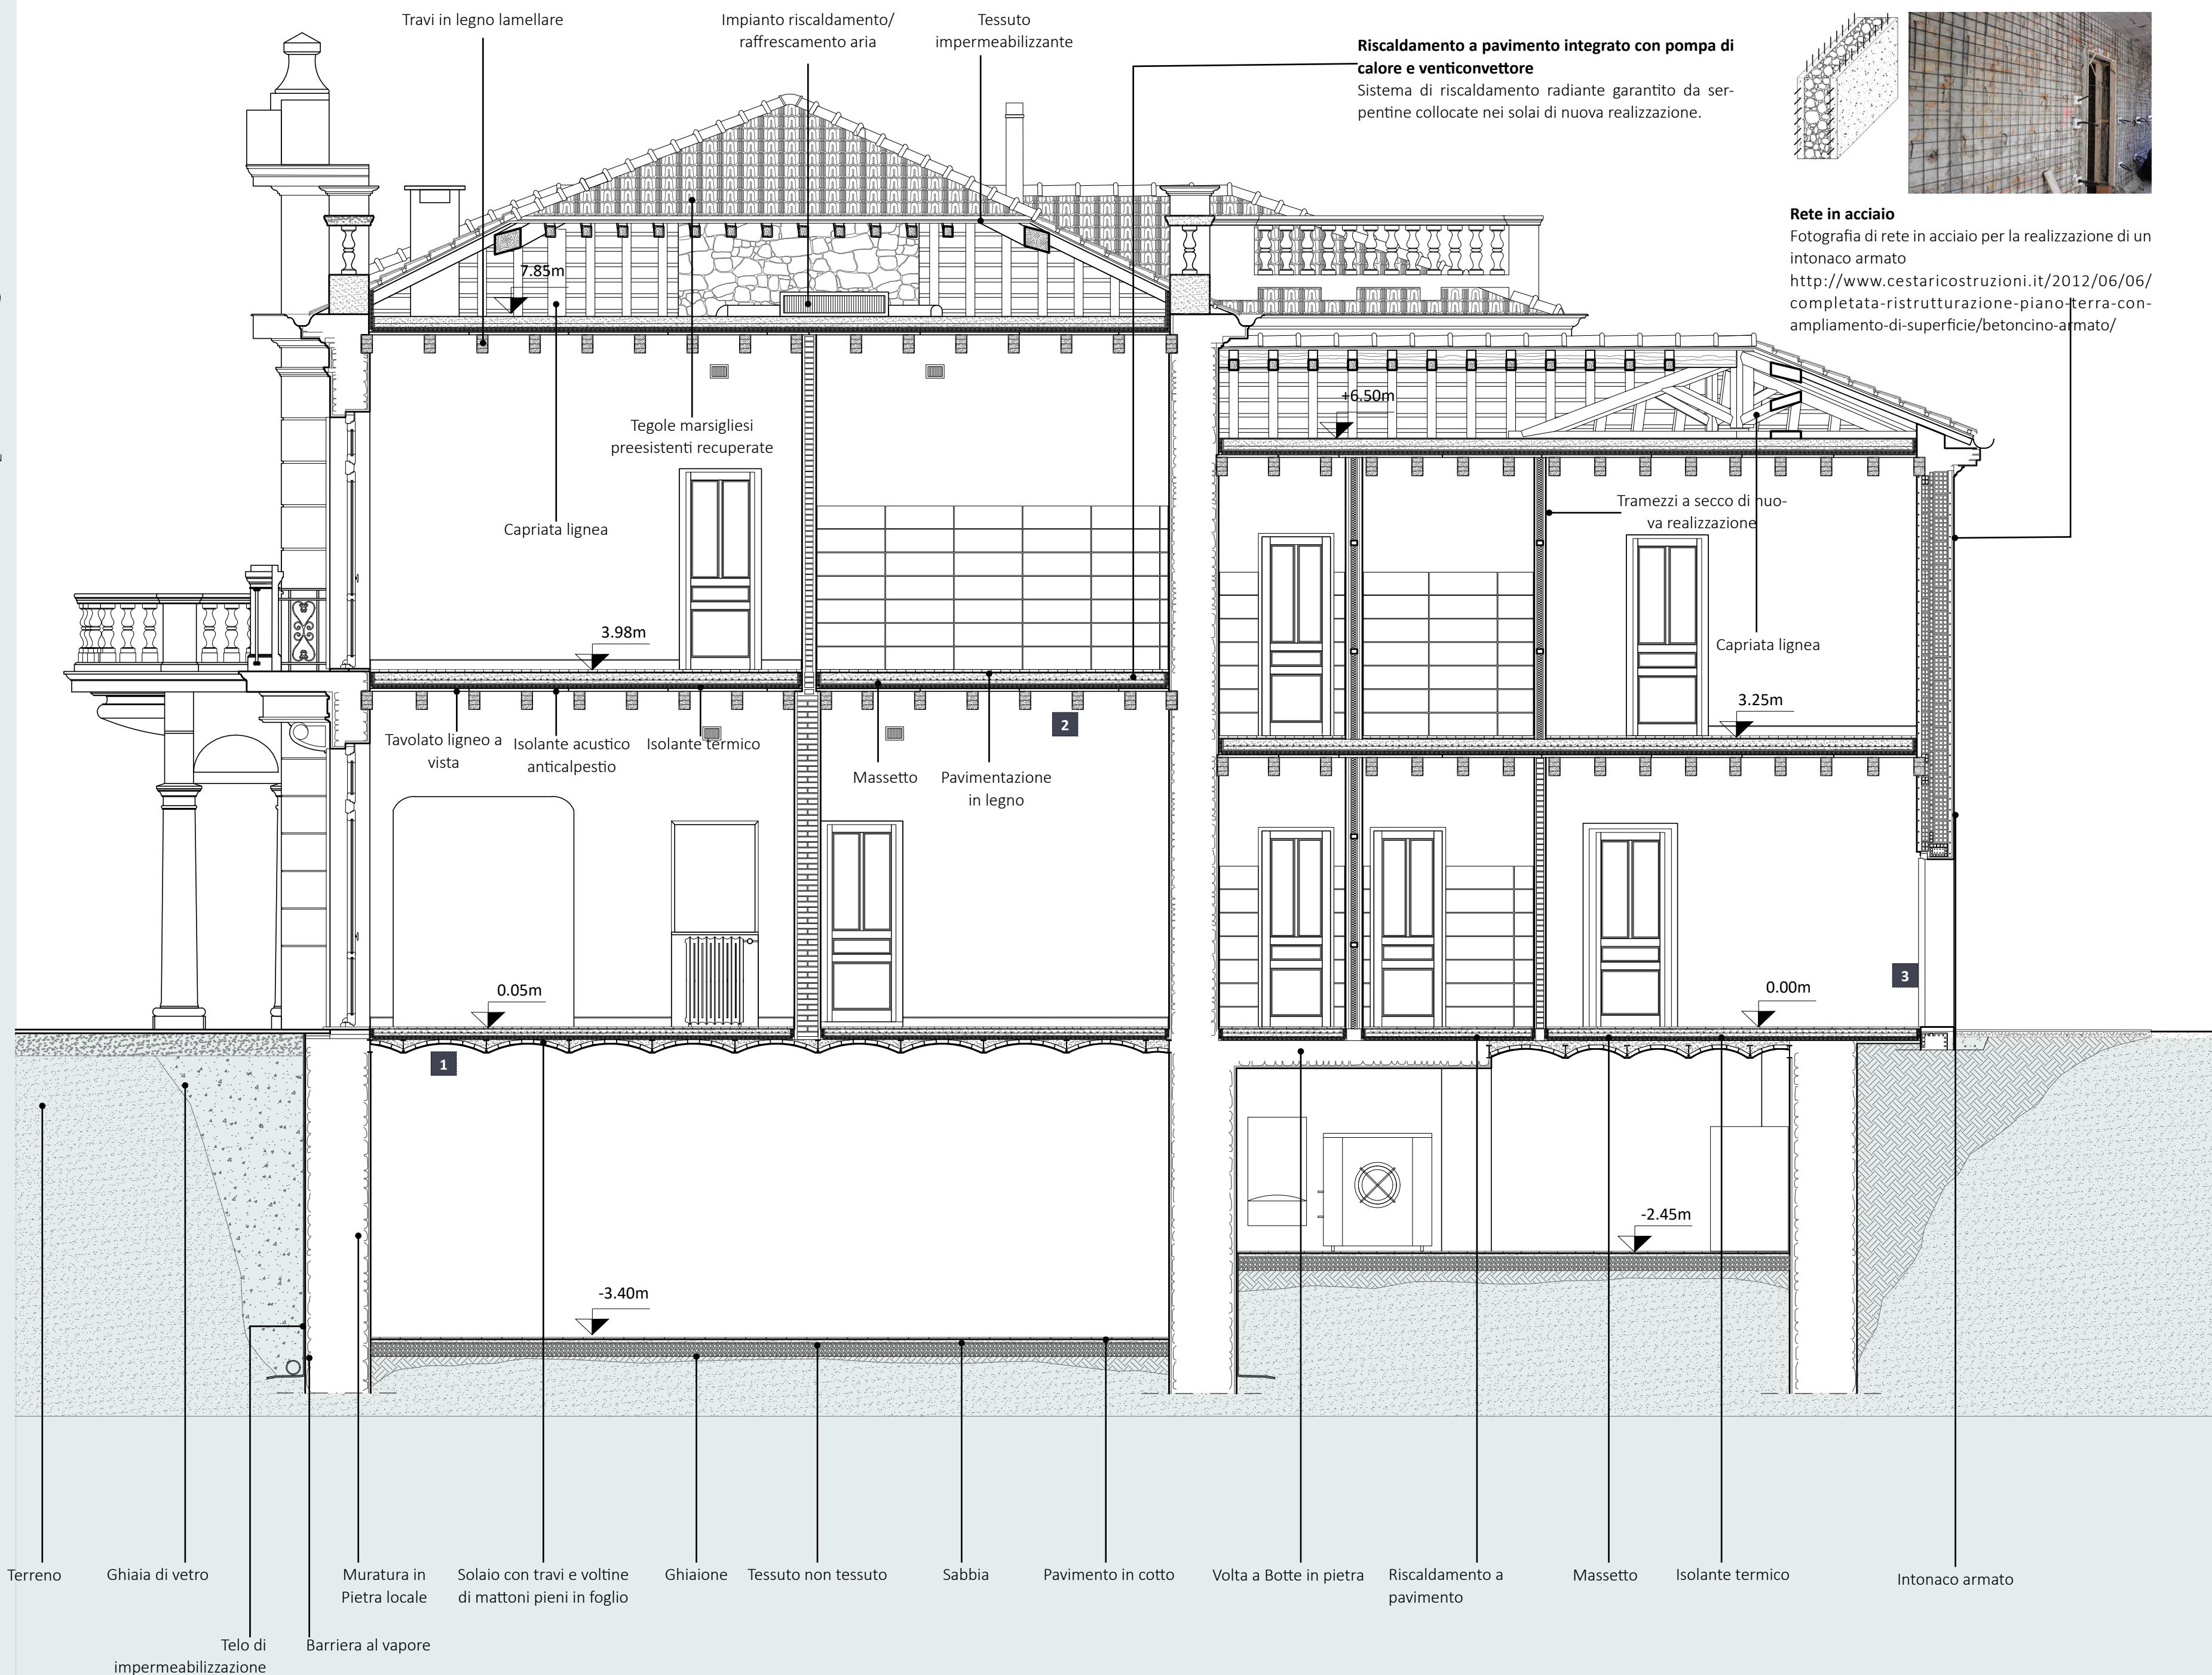 Travi in legno lamellare
Impianto riscaldamento/
raffrescamento aria
Tessuto
impermeabilizzante
Riscaldamento a pavimento integrato con pompa di
calore e venticonvettore
Sistema di riscaldamento radiante garantito da ser-
pentine collocate nei solai di nuova realizzazione.
Rete in acciaio
Fotografia di rete in acciaio per la realizzazione di un
intonaco armato
http://www.cestaricostruzioni.it/2012/06/06/
completata-ristrutturazione-piano-terra-con-
ampliamento-di-superficie/betoncino-armato/
7.85m
+6.50m
Tegole marsigliesi
preesistenti recuperate
Capriata lignea
Tramezzi a secco di nuo-
va realizzazione
3.98m
Capriata lignea
3.25m
2
Tavolato ligneo a
vista
Isolante acustico
anticalpestio
Isolante termico
Massetto
Pavimentazione
in legno
3
0.05m
0.00m
1
-2.45m
-3.40m
Terreno
Ghiaia di vetro
Muratura in
Pietra locale
Solaio con travi e voltine
di mattoni pieni in foglio
Ghiaione
Tessuto non tessuto
Sabbia
Pavimento in cotto
Volta a Botte in pietra
Riscaldamento a
pavimento
Massetto
Isolante termico
Intonaco armato
Telo di
impermeabilizzazione
Barriera al vapore